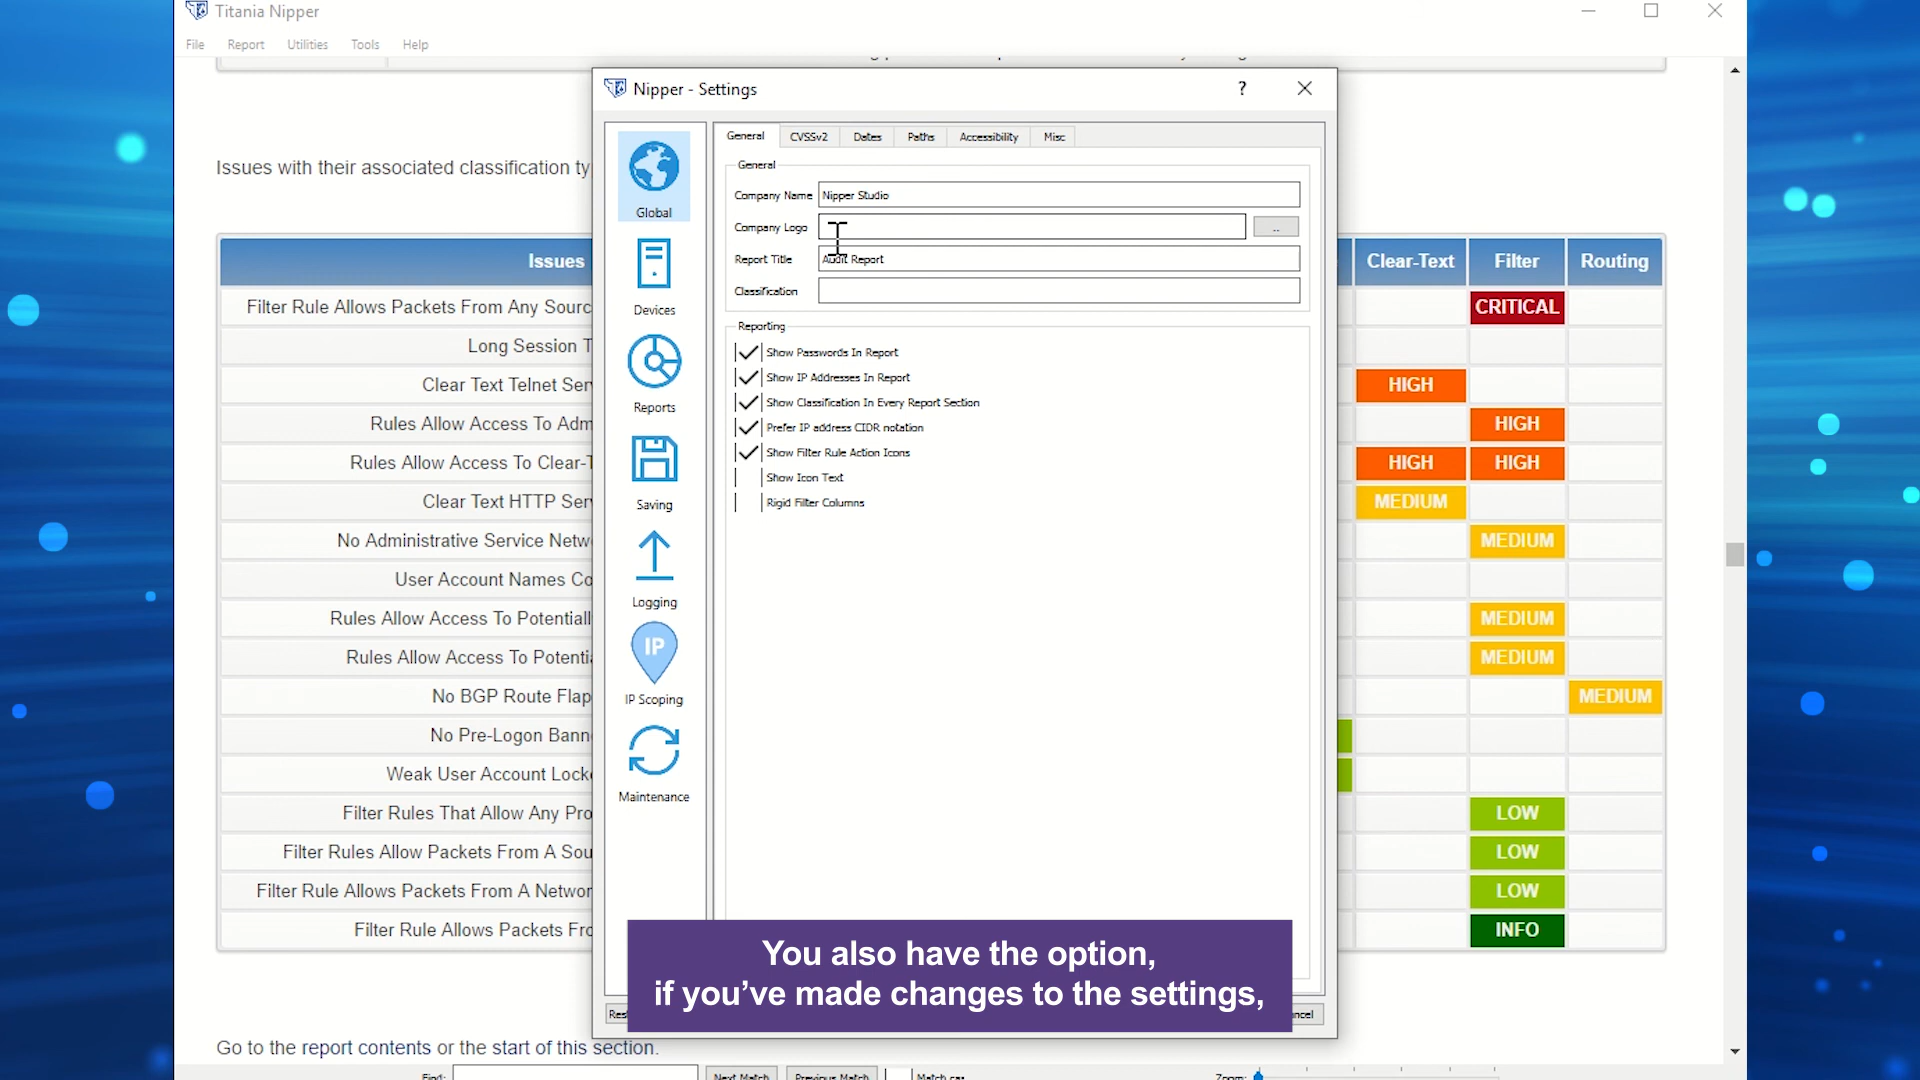 Titania Nipper
File Report Utilities Tools Help
Nipper - Settings
?
General CVSSv2 Dates Paths Accessibility Misc
General
Company Name Nipper Studio
Company Logo ..
Report Title Audit Report
Classification
Reporting
Show Passwords In Report
Show IP Addresses In Report
Show Classification In Every Report Section
Prefer IP address CIDR notation
Show Filter Rule Action Icons
Show Icon Text
Rigid Filter Columns
Global
Devices
Reports
Saving
Logging
IP
IP Scoping
Maintenance
Issues with their associated classification ty
Issues Clear-Text Filter Routing
Filter Rule Allows Packets From Any Sourc CRITICAL
Long Session T
Clear Text Telnet Ser HIGH
Rules Allow Access To Adm HIGH
Rules Allow Access To Clear-T HIGH HIGH
Clear Text HTTP Ser MEDIUM
No Administrative Service Netw MEDIUM
User Account Names Co
Rules Allow Access To Potentiall MEDIUM
Rules Allow Access To Potentia MEDIUM
No BGP Route Flap MEDIUM
No Pre-Logon Bann
Weak User Account Lock
Filter Rules That Allow Any Pro LOW
Filter Rules Allow Packets From A Sou LOW
Filter Rule Allows Packets From A Networ LOW
Filter Rule Allows Packets Fro INFO
You also have the option,
if you've made changes to the settings,
Res ncel
Go to the report contents or the start of this section.
Find: Next Match Previous Match Match cas Zoom: